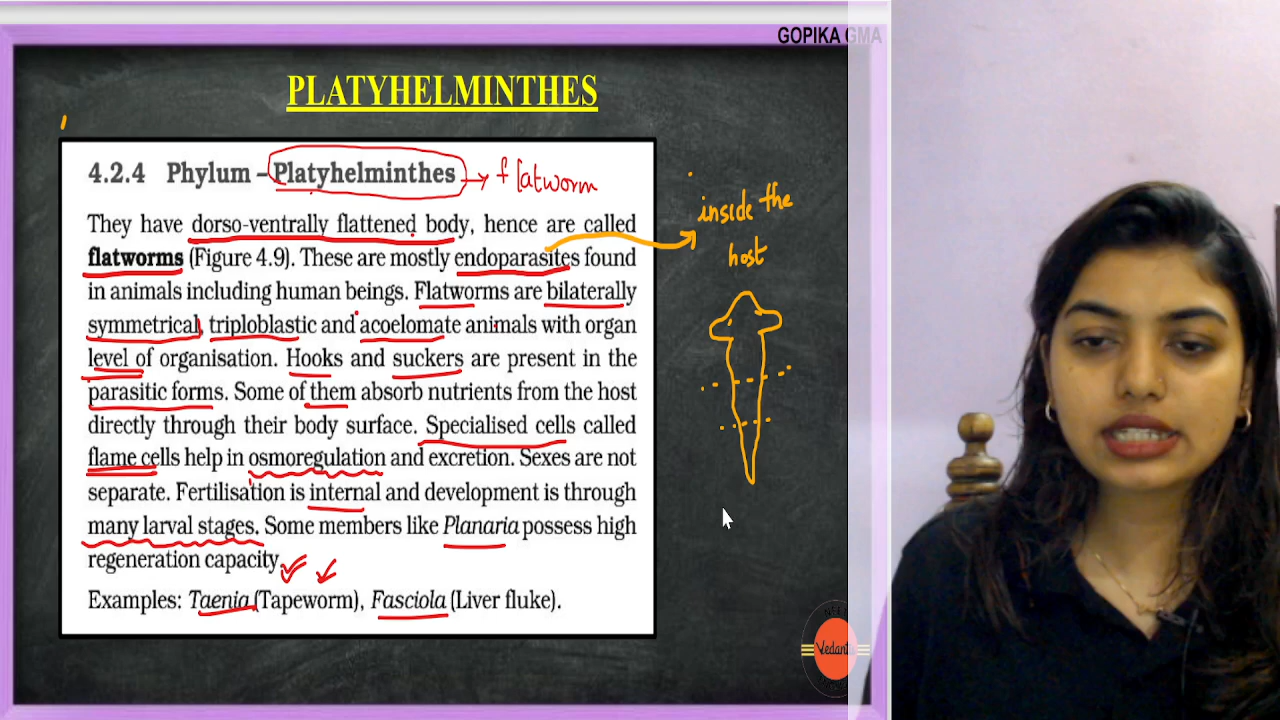 GOPIKA GMA
PLATYHELMINTHES
4.2.4 Phylum – Platyhelminthes → flatworm
They have dorso-ventrally flattened body, hence are called
flatworms (Figure 4.9). These are mostly endoparasites found
in animals including human beings. Flatworms are bilaterally
symmetrical, triploblastic and acoelomate animals with organ
level of organisation. Hooks and suckers are present in the
parasitic forms. Some of them absorb nutrients from the host
directly through their body surface. Specialised cells called
flame cells help in osmoregulation and excretion. Sexes are not
separate. Fertilisation is internal and development is through
many larval stages. Some members like Planaria possess high
regeneration capacity.
Examples: Taenia (Tapeworm), Fasciola (Liver fluke).
inside the
host